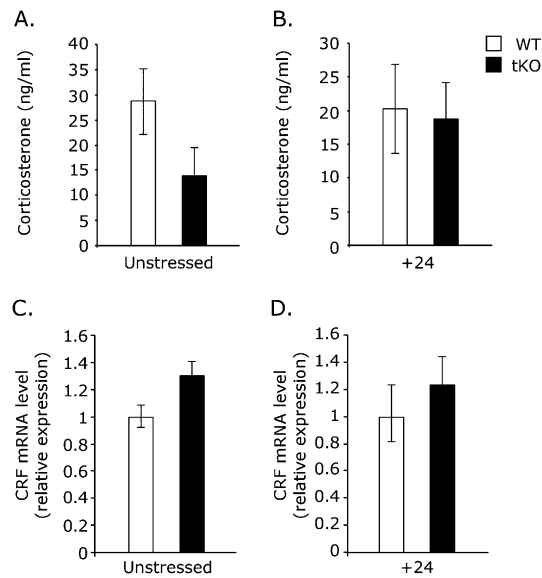 A.
Corticosterone (ng/ml)
40
35
30
25
20
15
10
5
0
Unstressed
B.
Corticosterone (ng/ml)
30
25
20
15
10
5
0
+24
WT
tKO
C.
CRF mRNA level
(relative expression)
1.6
1.4
1.2
1
0.8
0.6
0.4
0.2
0
Unstressed
D.
CRF mRNA level
(relative expression)
1.6
1.4
1.2
1
0.8
0.6
0.4
0.2
0
+24